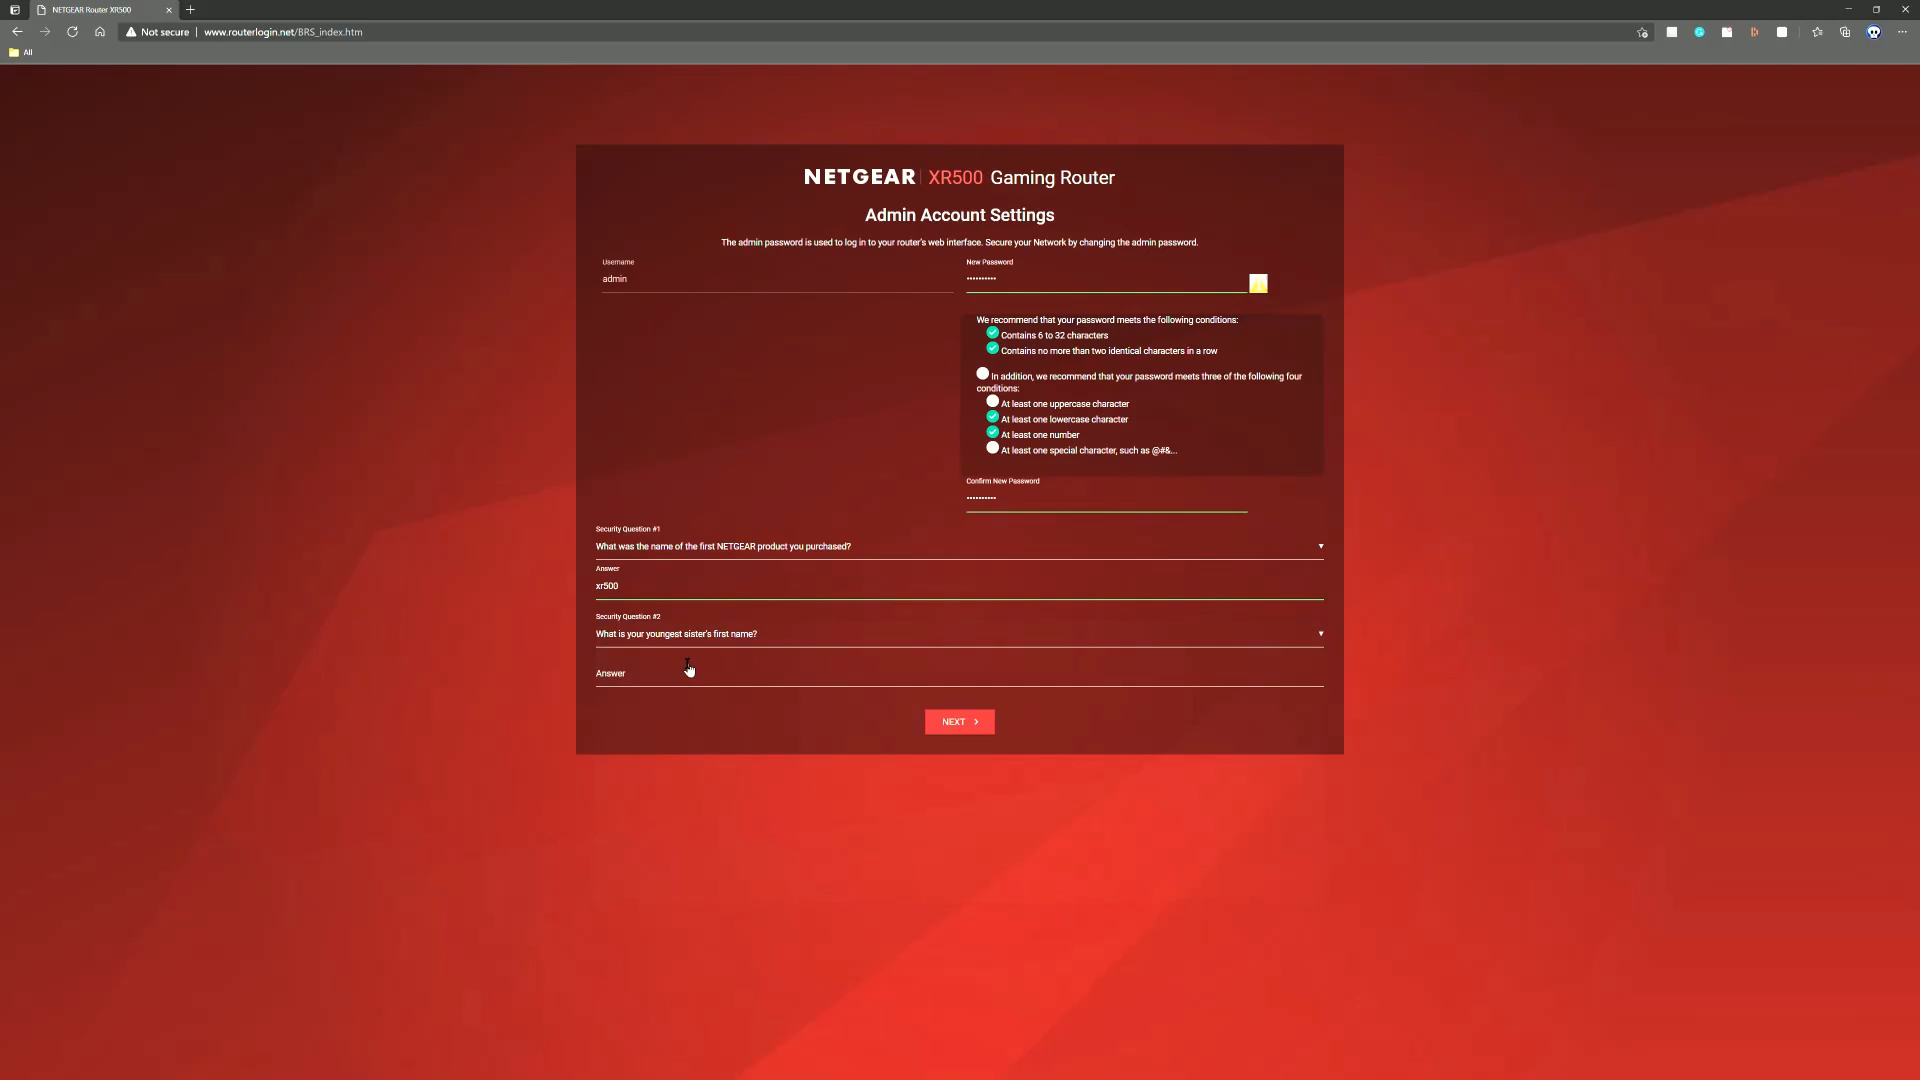 NETGEAR Router XR500
Not secure
www.routerlogin.net/BRS_index.htm
All
NETGEAR XR500 Gaming Router
Admin Account Settings
The admin password is used to log in to your router's web interface. Secure your Network by changing the admin password.
Username
New Password
admin
••••••••••
We recommend that your password meets the following conditions:
Contains 6 to 32 characters
Contains no more than two identical characters in a row
In addition, we recommend that your password meets three of the following four
conditions:
At least one uppercase character
At least one lowercase character
At least one number
At least one special character, such as @#&...
Confirm New Password
••••••••••
Security Question #1
What was the name of the first NETGEAR product you purchased?
Answer
xr500
Security Question #2
What is your youngest sister's first name?
Answer
NEXT